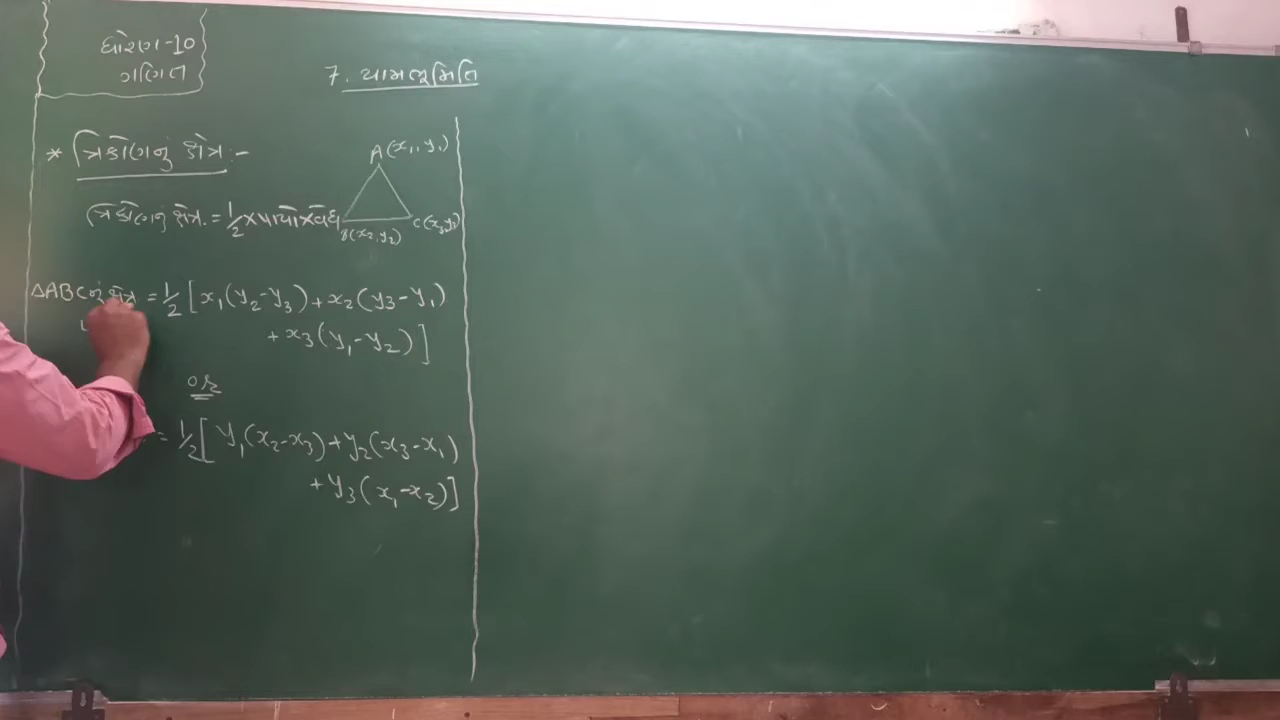 ધોરણ-10
ગણિત
7. યામભૂમિતિ
* ત્રિકોણનું ક્ષેત્ર :-
A(x₁, y₁)
ત્રિકોણનું ક્ષેત્ર. = 1/2 × પાયો × વેધ
B(x₂, y₂)
C(x₃, y₃)
△ABC નું ક્ષેત્ર = 1/2 [ x₁(y₂-y₃) + x₂(y₃-y₁)
+ x₃(y₁-y₂) ]
OR
= 1/2 [ y₁(x₂-x₃) + y₂(x₃-x₁)
+ y₃(x₁-x₂) ]